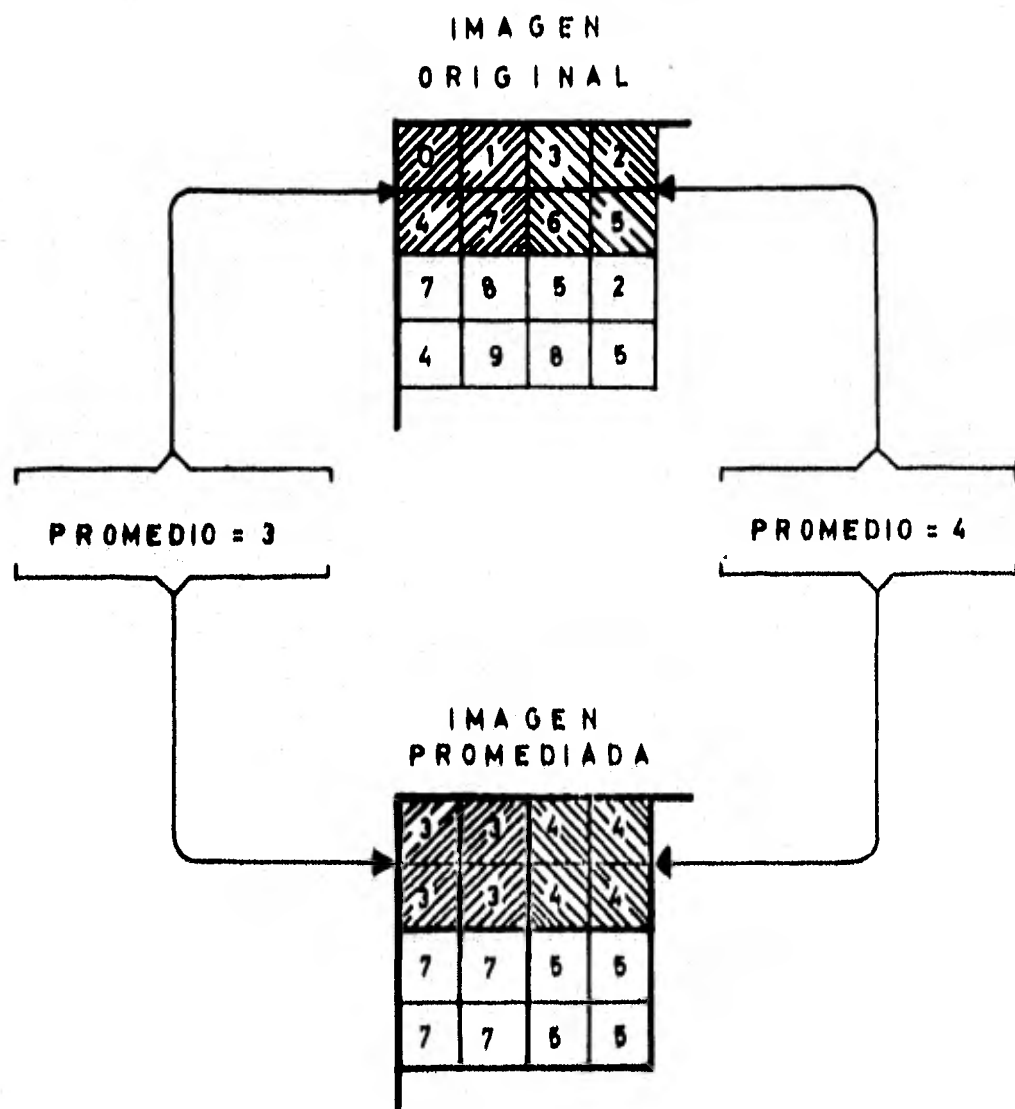 IMAGEN
ORIGINAL
0 1 3 2
4 7 6 5
7 8 5 2
4 9 8 5
PROMEDIO = 3
PROMEDIO = 4
IMAGEN
PROMEDIADA
3 3 4 4
3 3 4 4
7 7 5 5
7 7 5 5